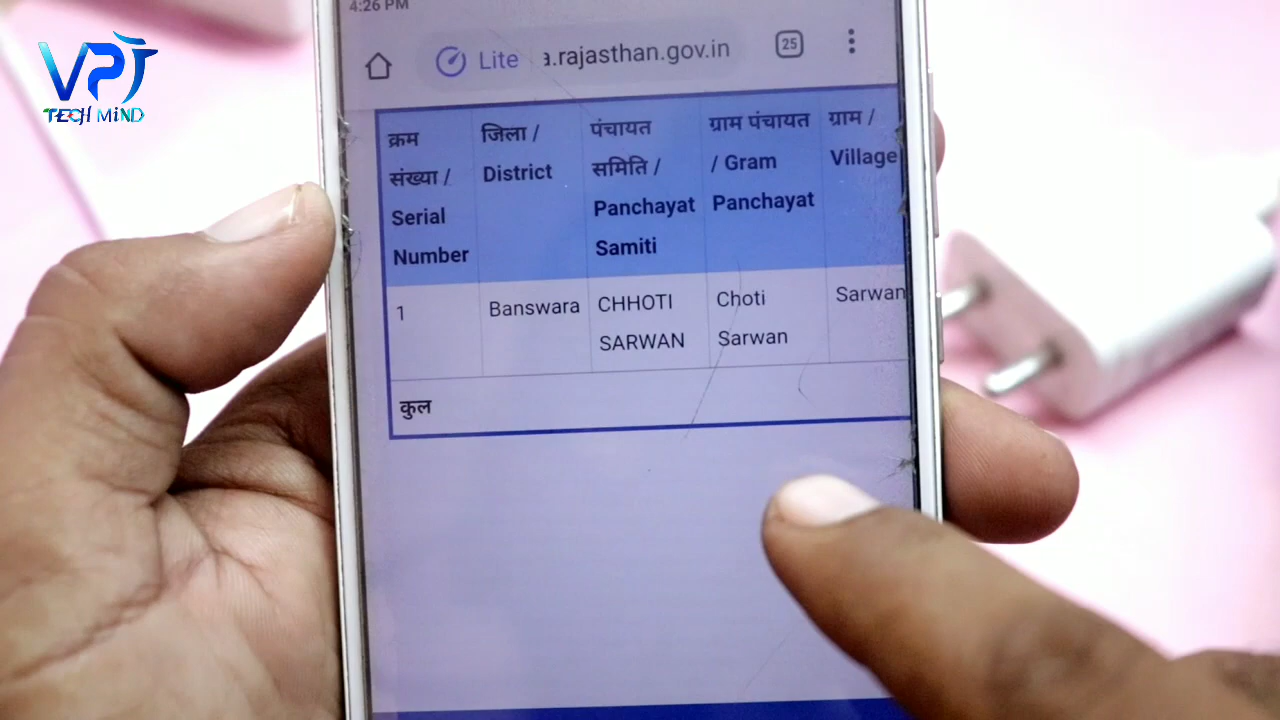 4:26 PM
VPJ
TECH MiND
Lite
a.rajasthan.gov.in
25
क्रम
संख्या /
Serial
Number
जिला /
District
पंचायत
समिति /
Panchayat
Samiti
ग्राम पंचायत
/ Gram
Panchayat
ग्राम /
Village
1
Banswara
CHHOTI
SARWAN
Choti
Sarwan
Sarwan
कुल